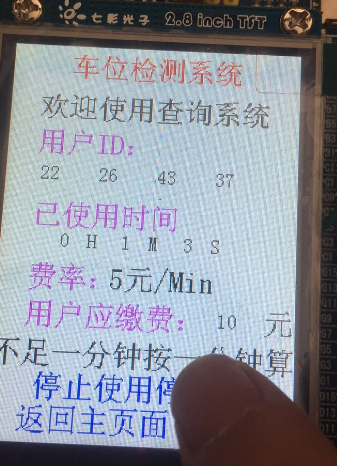 七彩光子 2.8 inch TFT
车位检测系统
欢迎使用查询系统
用户ID：
22 26 43 37
已使用时间
0 H 1 M 3 S
费率：5元/Min
用户应缴费： 10 元
不足一分钟按一分钟算
停止使用停
返回主页面